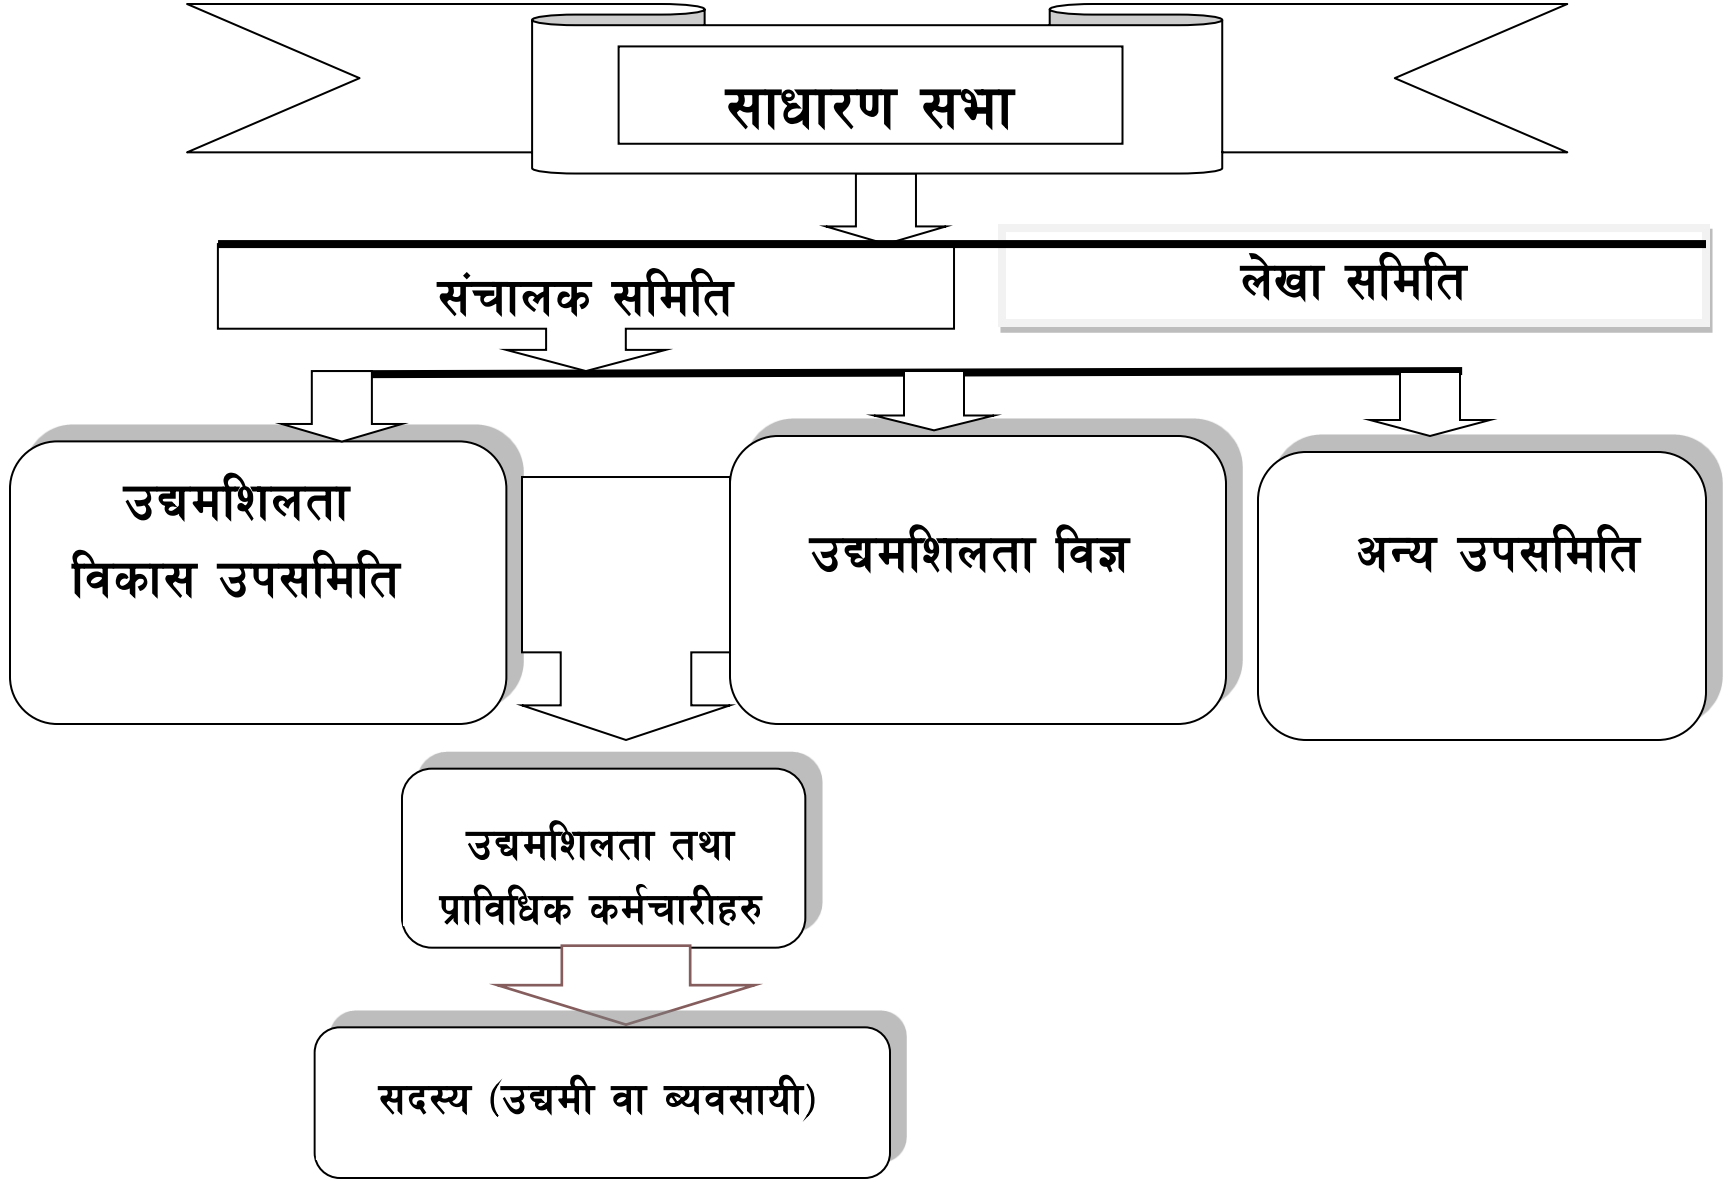 साधारण सभा
संचालक समिति
लेखा समिति
उद्यमशिलता
विकास उपसमिति
उद्यमशिलता विज्ञ
अन्य उपसमिति
उद्यमशिलता तथा
प्राविधिक कर्मचारीहरु
सदस्य (उद्यमी वा ब्यवसायी)